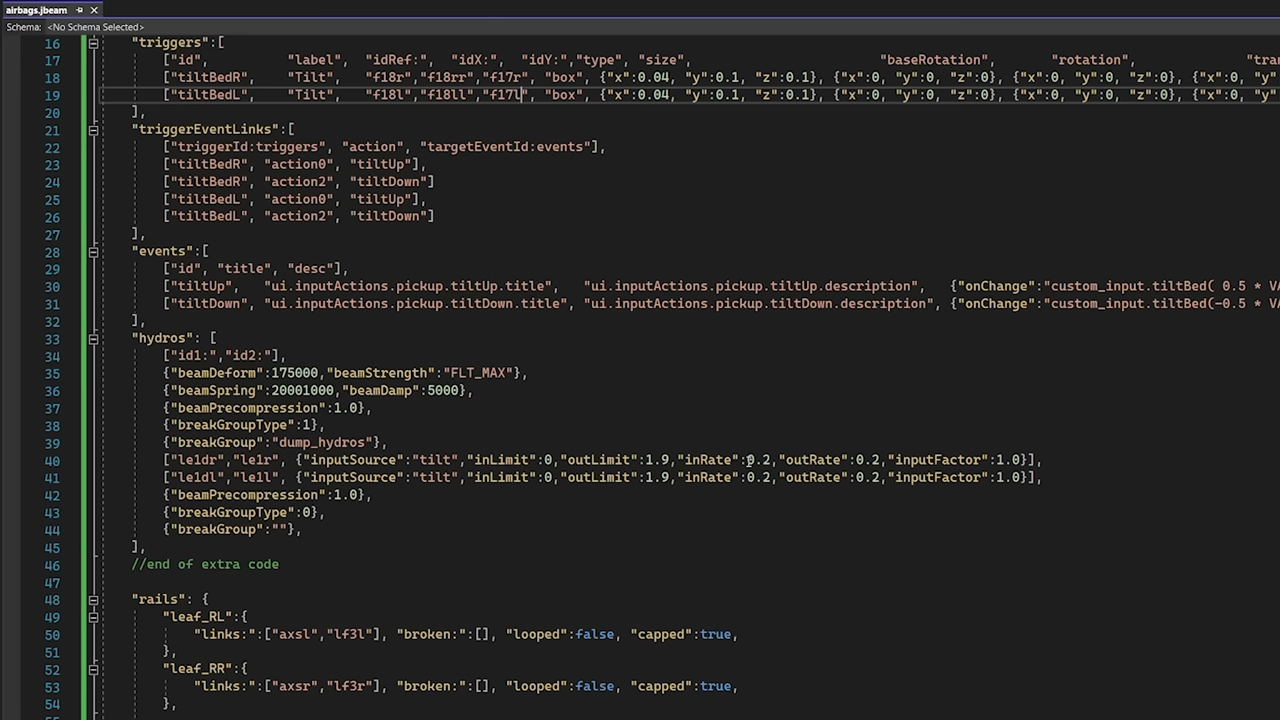 airbags.jbeam
Schema: <No Schema Selected>
16 "triggers":[
17 ["id", "label", "idRef:", "idX:", "idY:","type", "size", "baseRotation", "rotation",
18 ["tiltBedR", "Tilt", "f18r","f18rr","f17r", "box", {"x":0.04, "y":0.1, "z":0.1}, {"x":0, "y":0, "z":0}, {"x":0, "y":0, "z":0}, {"x":0, "y"
19 ["tiltBedL", "Tilt", "f18l","f18ll","f17l", "box", {"x":0.04, "y":0.1, "z":0.1}, {"x":0, "y":0, "z":0}, {"x":0, "y":0, "z":0}, {"x":0, "y"
20 ],
21 "triggerEventLinks":[
22 ["triggerId:triggers", "action", "targetEventId:events"],
23 ["tiltBedR", "action0", "tiltUp"],
24 ["tiltBedR", "action2", "tiltDown"]
25 ["tiltBedL", "action0", "tiltUp"],
26 ["tiltBedL", "action2", "tiltDown"]
27 ],
28 "events":[
29 ["id", "title", "desc"],
30 ["tiltUp", "ui.inputActions.pickup.tiltUp.title", "ui.inputActions.pickup.tiltUp.description", {"onChange":"custom_input.tiltBed( 0.5 * VA
31 ["tiltDown", "ui.inputActions.pickup.tiltDown.title", "ui.inputActions.pickup.tiltDown.description", {"onChange":"custom_input.tiltBed(-0.5 * VA
32 ],
33 "hydros": [
34 ["id1:","id2:"],
35 {"beamDeform":175000,"beamStrength":"FLT_MAX"},
36 {"beamSpring":20001000,"beamDamp":5000},
37 {"beamPrecompression":1.0},
38 {"breakGroupType":1},
39 {"breakGroup":"dump_hydros"},
40 ["le1dr","le1r", {"inputSource":"tilt","inLimit":0,"outLimit":1.9,"inRate":0.2,"outRate":0.2,"inputFactor":1.0}],
41 ["le1dl","le1l", {"inputSource":"tilt","inLimit":0,"outLimit":1.9,"inRate":0.2,"outRate":0.2,"inputFactor":1.0}],
42 {"beamPrecompression":1.0},
43 {"breakGroupType":0},
44 {"breakGroup":""},
45 ],
46 //end of extra code
47
48 "rails": {
49 "leaf_RL":{
50 "links:":["axsl","lf3l"], "broken:":[], "looped":false, "capped":true,
51 },
52 "leaf_RR":{
53 "links:":["axsr","lf3r"], "broken:":[], "looped":false, "capped":true,
54 },